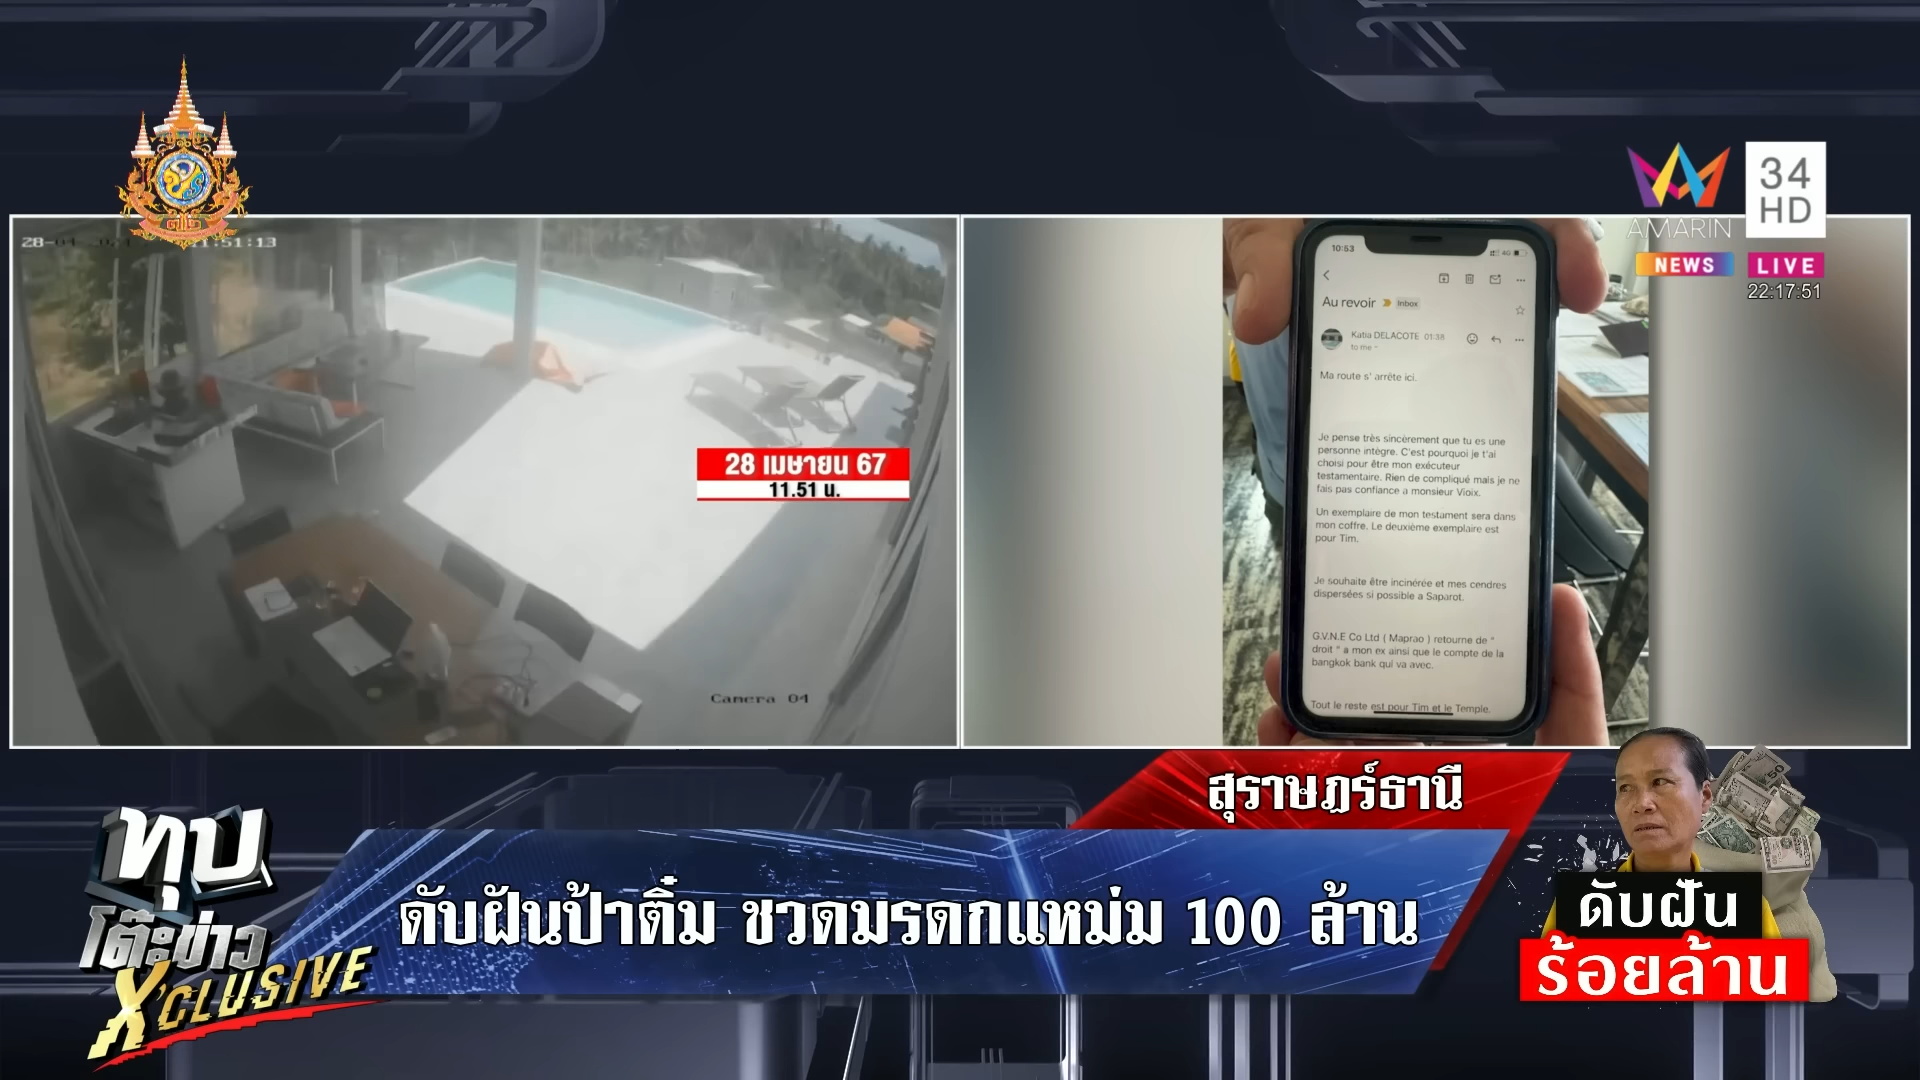 AMARIN
34
HD
NEWS
LIVE
22:17:51
28-04-2024 11:51:13
28 เมษายน 67
11.51 น.
Camera 04
10:53
4G
Au revoir
Inbox
Katia DELACOTE 01:38
to me
Ma route s' arrête ici.
Je pense très sincèrement que tu es une
personne intègre. C'est pourquoi je t'ai
choisi pour être mon exécuteur
testamentaire. Rien de compliqué mais je ne
fais pas confiance a monsieur Vioix.
Un exemplaire de mon testament sera dans
mon coffre. Le deuxième exemplaire est
pour Tim.
Je souhaite être incinérée et mes cendres
dispersées si possible a Saparot.
G.V.N.E Co Ltd ( Maprao ) retourne de "
droit " a mon ex ainsi que le compte de la
bangkok bank qui va avec.
Tout le reste est pour Tim et le Temple.
สุราษฎร์ธานี
ทุบ
โต๊ะข่าว
X'CLUSIVE
ดับฝันป้าติ๋ม ชวดมรดกแหม่ม 100 ล้าน
ดับฝัน
ร้อยล้าน